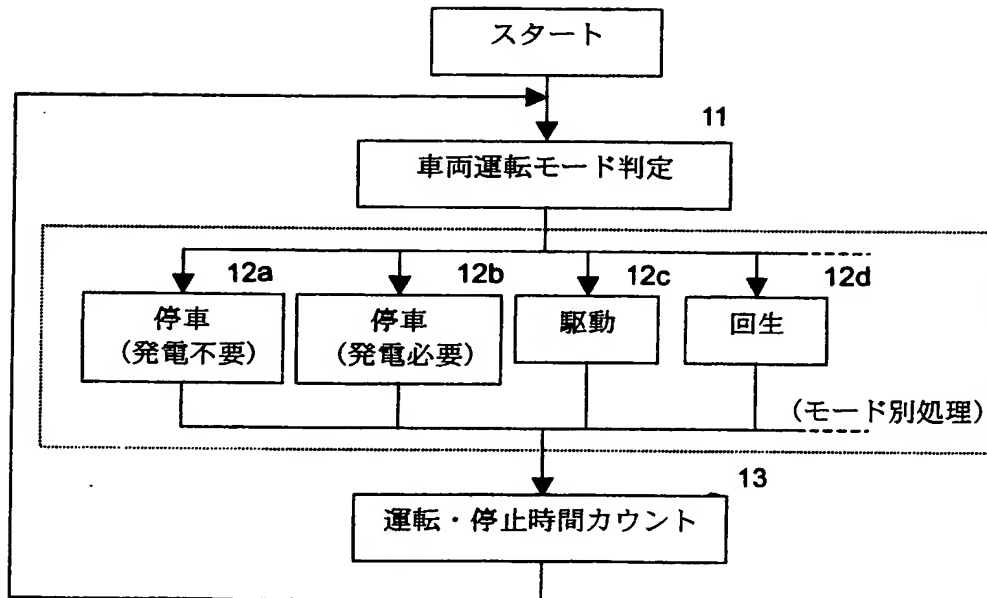 スタート
11
車両運転モード判定
12a
12b
12c
12d
停車
(発電不要)
停車
(発電必要)
駆動
回生
(モード別処理)
13
運転・停止時間カウント